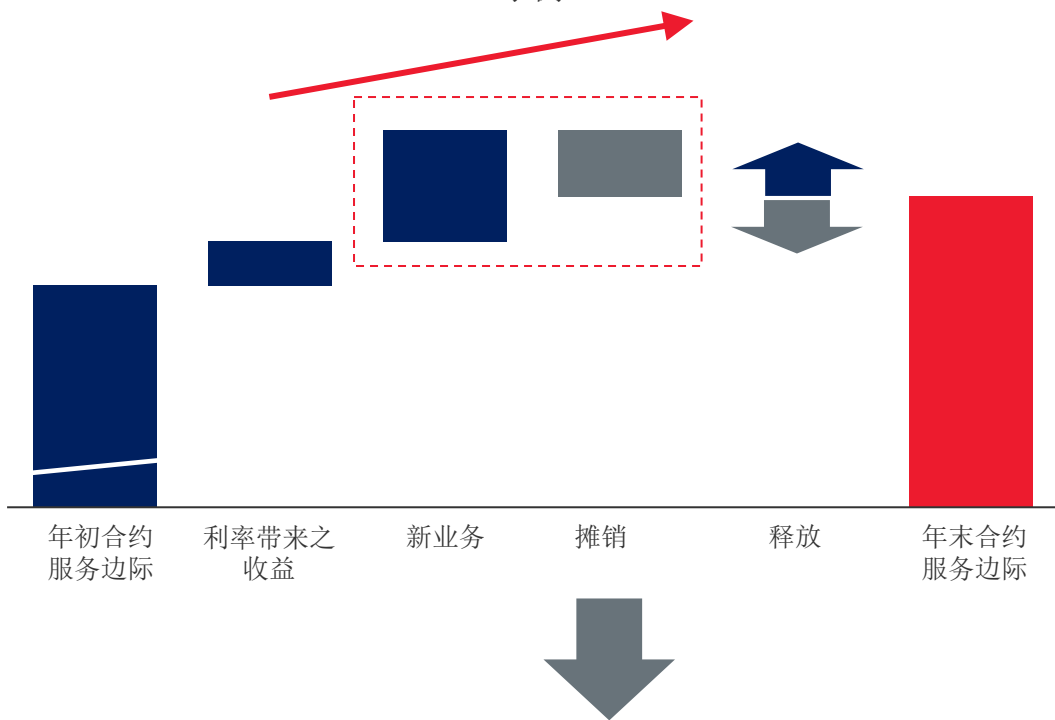 年初合约
服务边际
利率带来之
收益
新业务
摊销
释放
年末合约
服务边际